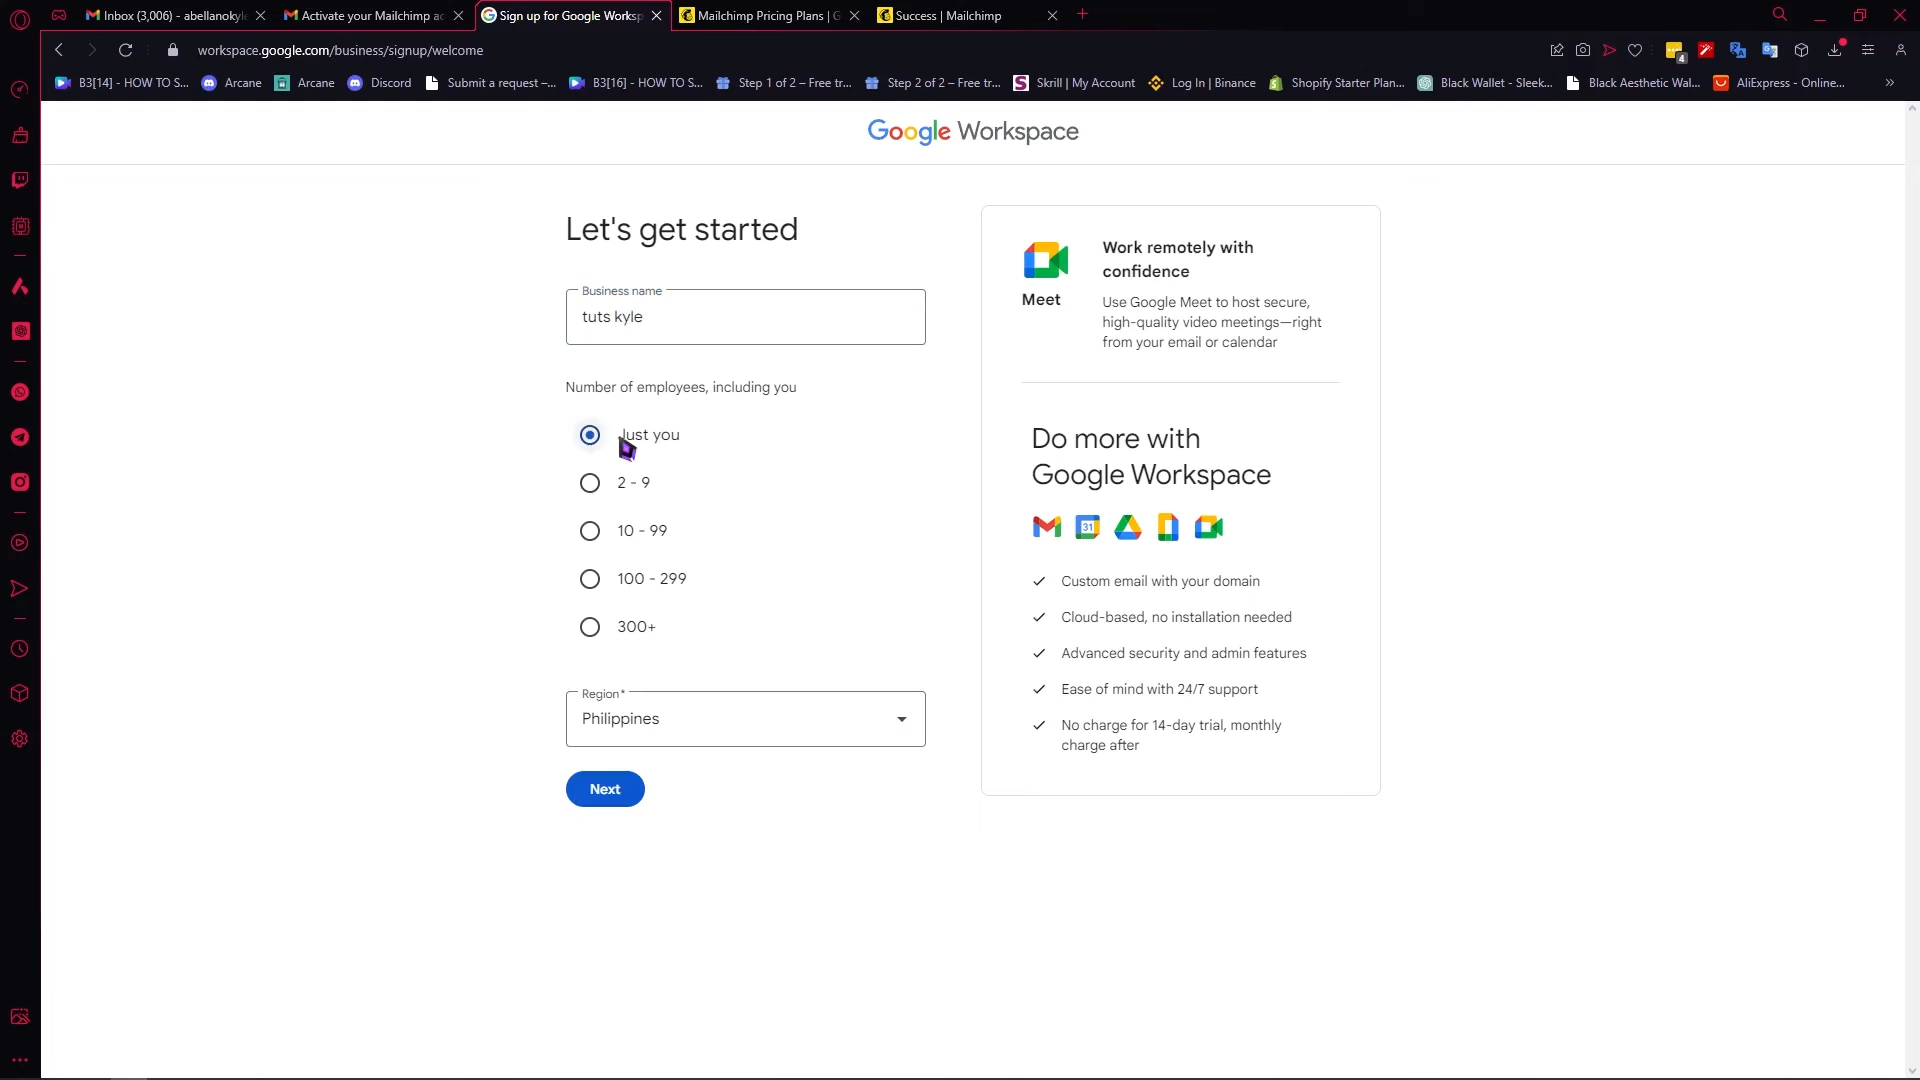 Inbox (3,006) - abellanokyle
Activate your Mailchimp ac
Sign up for Google Worksp
Mailchimp Pricing Plans | G
Success | Mailchimp
workspace.google.com/business/signup/welcome
4
B3[14] - HOW TO S...
Arcane
Arcane
Discord
Submit a request –...
B3[16] - HOW TO S...
Step 1 of 2 – Free tr...
Step 2 of 2 – Free tr...
Skrill | My Account
Log In | Binance
Shopify Starter Plan...
Black Wallet - Sleek...
Black Aesthetic Wal...
AliExpress - Online...
Google Workspace
Let's get started
Business name
tuts kyle
Number of employees, including you
Just you
2 - 9
10 - 99
100 - 299
300+
Region*
Philippines
Next
Meet
Work remotely with
confidence
Use Google Meet to host secure,
high-quality video meetings—right
from your email or calendar
Do more with
Google Workspace
31
Custom email with your domain
Cloud-based, no installation needed
Advanced security and admin features
Ease of mind with 24/7 support
No charge for 14-day trial, monthly
charge after